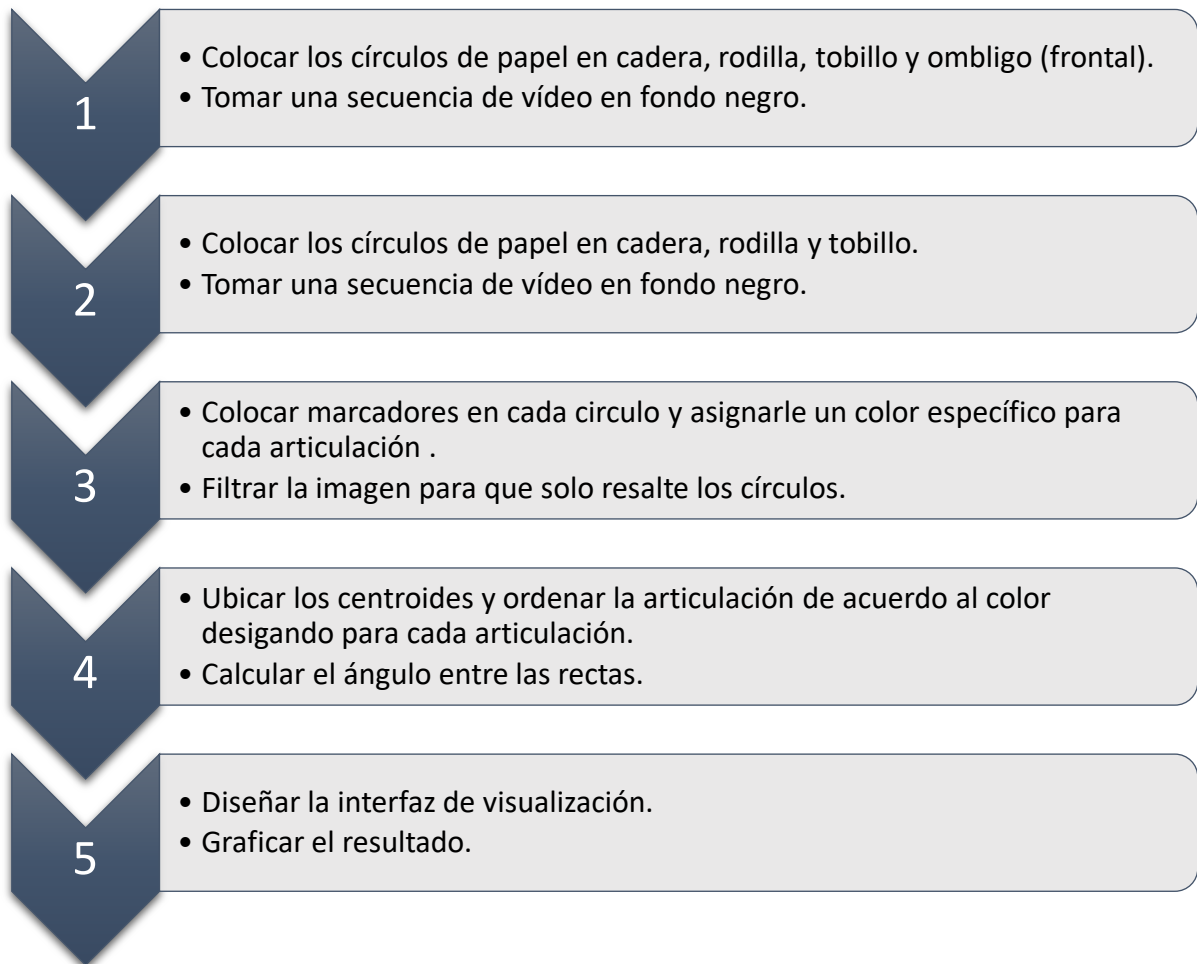 1
• Colocar los círculos de papel en cadera, rodilla, tobillo y ombligo (frontal).
• Tomar una secuencia de vídeo en fondo negro.
2
• Colocar los círculos de papel en cadera, rodilla y tobillo.
• Tomar una secuencia de vídeo en fondo negro.
3
• Colocar marcadores en cada circulo y asignarle un color específico para
cada articulación .
• Filtrar la imagen para que solo resalte los círculos.
4
• Ubicar los centroides y ordenar la articulación de acuerdo al color
desigando para cada articulación.
• Calcular el ángulo entre las rectas.
5
• Diseñar la interfaz de visualización.
• Graficar el resultado.